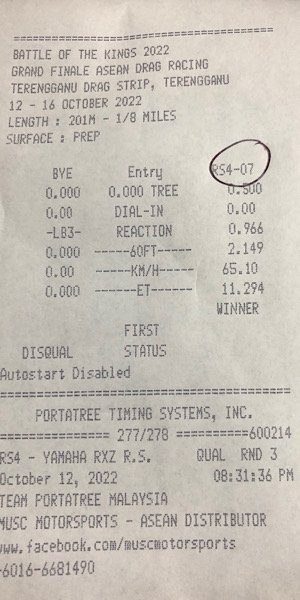 ====================================
BATTLE OF THE KINGS 2022
GRAND FINALE ASEAN DRAG RACING
TERENGGANU DRAG STRIP, TERENGGANU
12 - 16 OCTOBER 2022
LENGTH : 201M - 1/8 MILES
SURFACE : PREP
BYE Entry RS4-07
0.000 0.000 TREE 0.500
0.00 DIAL-IN 0.00
-LB3- REACTION 0.966
0.000 ------60FT------ 2.149
0.00 ------KM/H------ 65.10
0.000 -------ET------- 11.294
WINNER
FIRST
DISQUAL STATUS
Autostart Disabled
====================================
PORTATREE TIMING SYSTEMS, INC.
=============== 277/278 ==========600214
RS4 - YAMAHA RXZ R.S. QUAL RND 3
October 12, 2022 08:31:36 PM
TEAM PORTATREE MALAYSIA
MUSC MOTORSPORTS - ASEAN DISTRIBUTOR
www.facebook.com/muscmotorsports
-6016-6681490